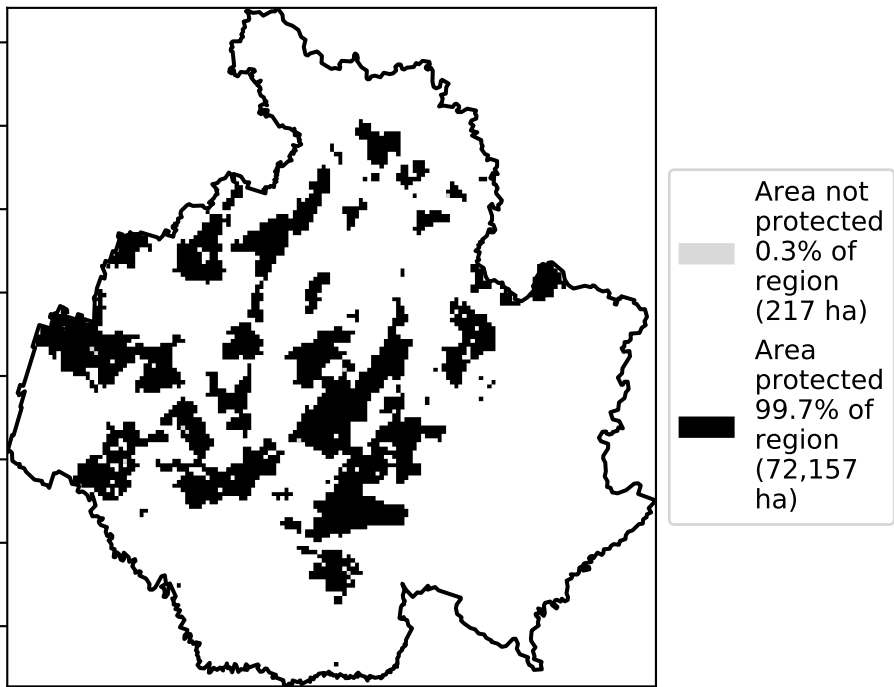 Area not
protected
0.3% of
region
(217 ha)
Area
protected
99.7% of
region
(72,157
ha)